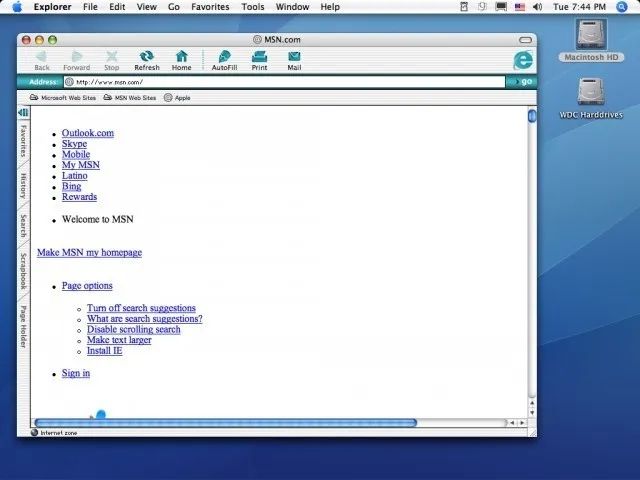 Explorer File Edit View Go Favorites Tools Window Help
Tue 7:44 PM
MSN.com
Back Forward Stop Refresh Home AutoFill Print Mail
Address: http://www.msn.com/ go
Microsoft Web Sites MSN Web Sites Apple
Favorites
History
Search
Scrapbook
Page Holder
Outlook.com
Skype
Mobile
My MSN
Latino
Bing
Rewards
Welcome to MSN
Make MSN my homepage
Page options
Turn off search suggestions
What are search suggestions?
Disable scrolling search
Make text larger
Install IE
Sign in
Internet zone
Macintosh HD
WDC Harddrives